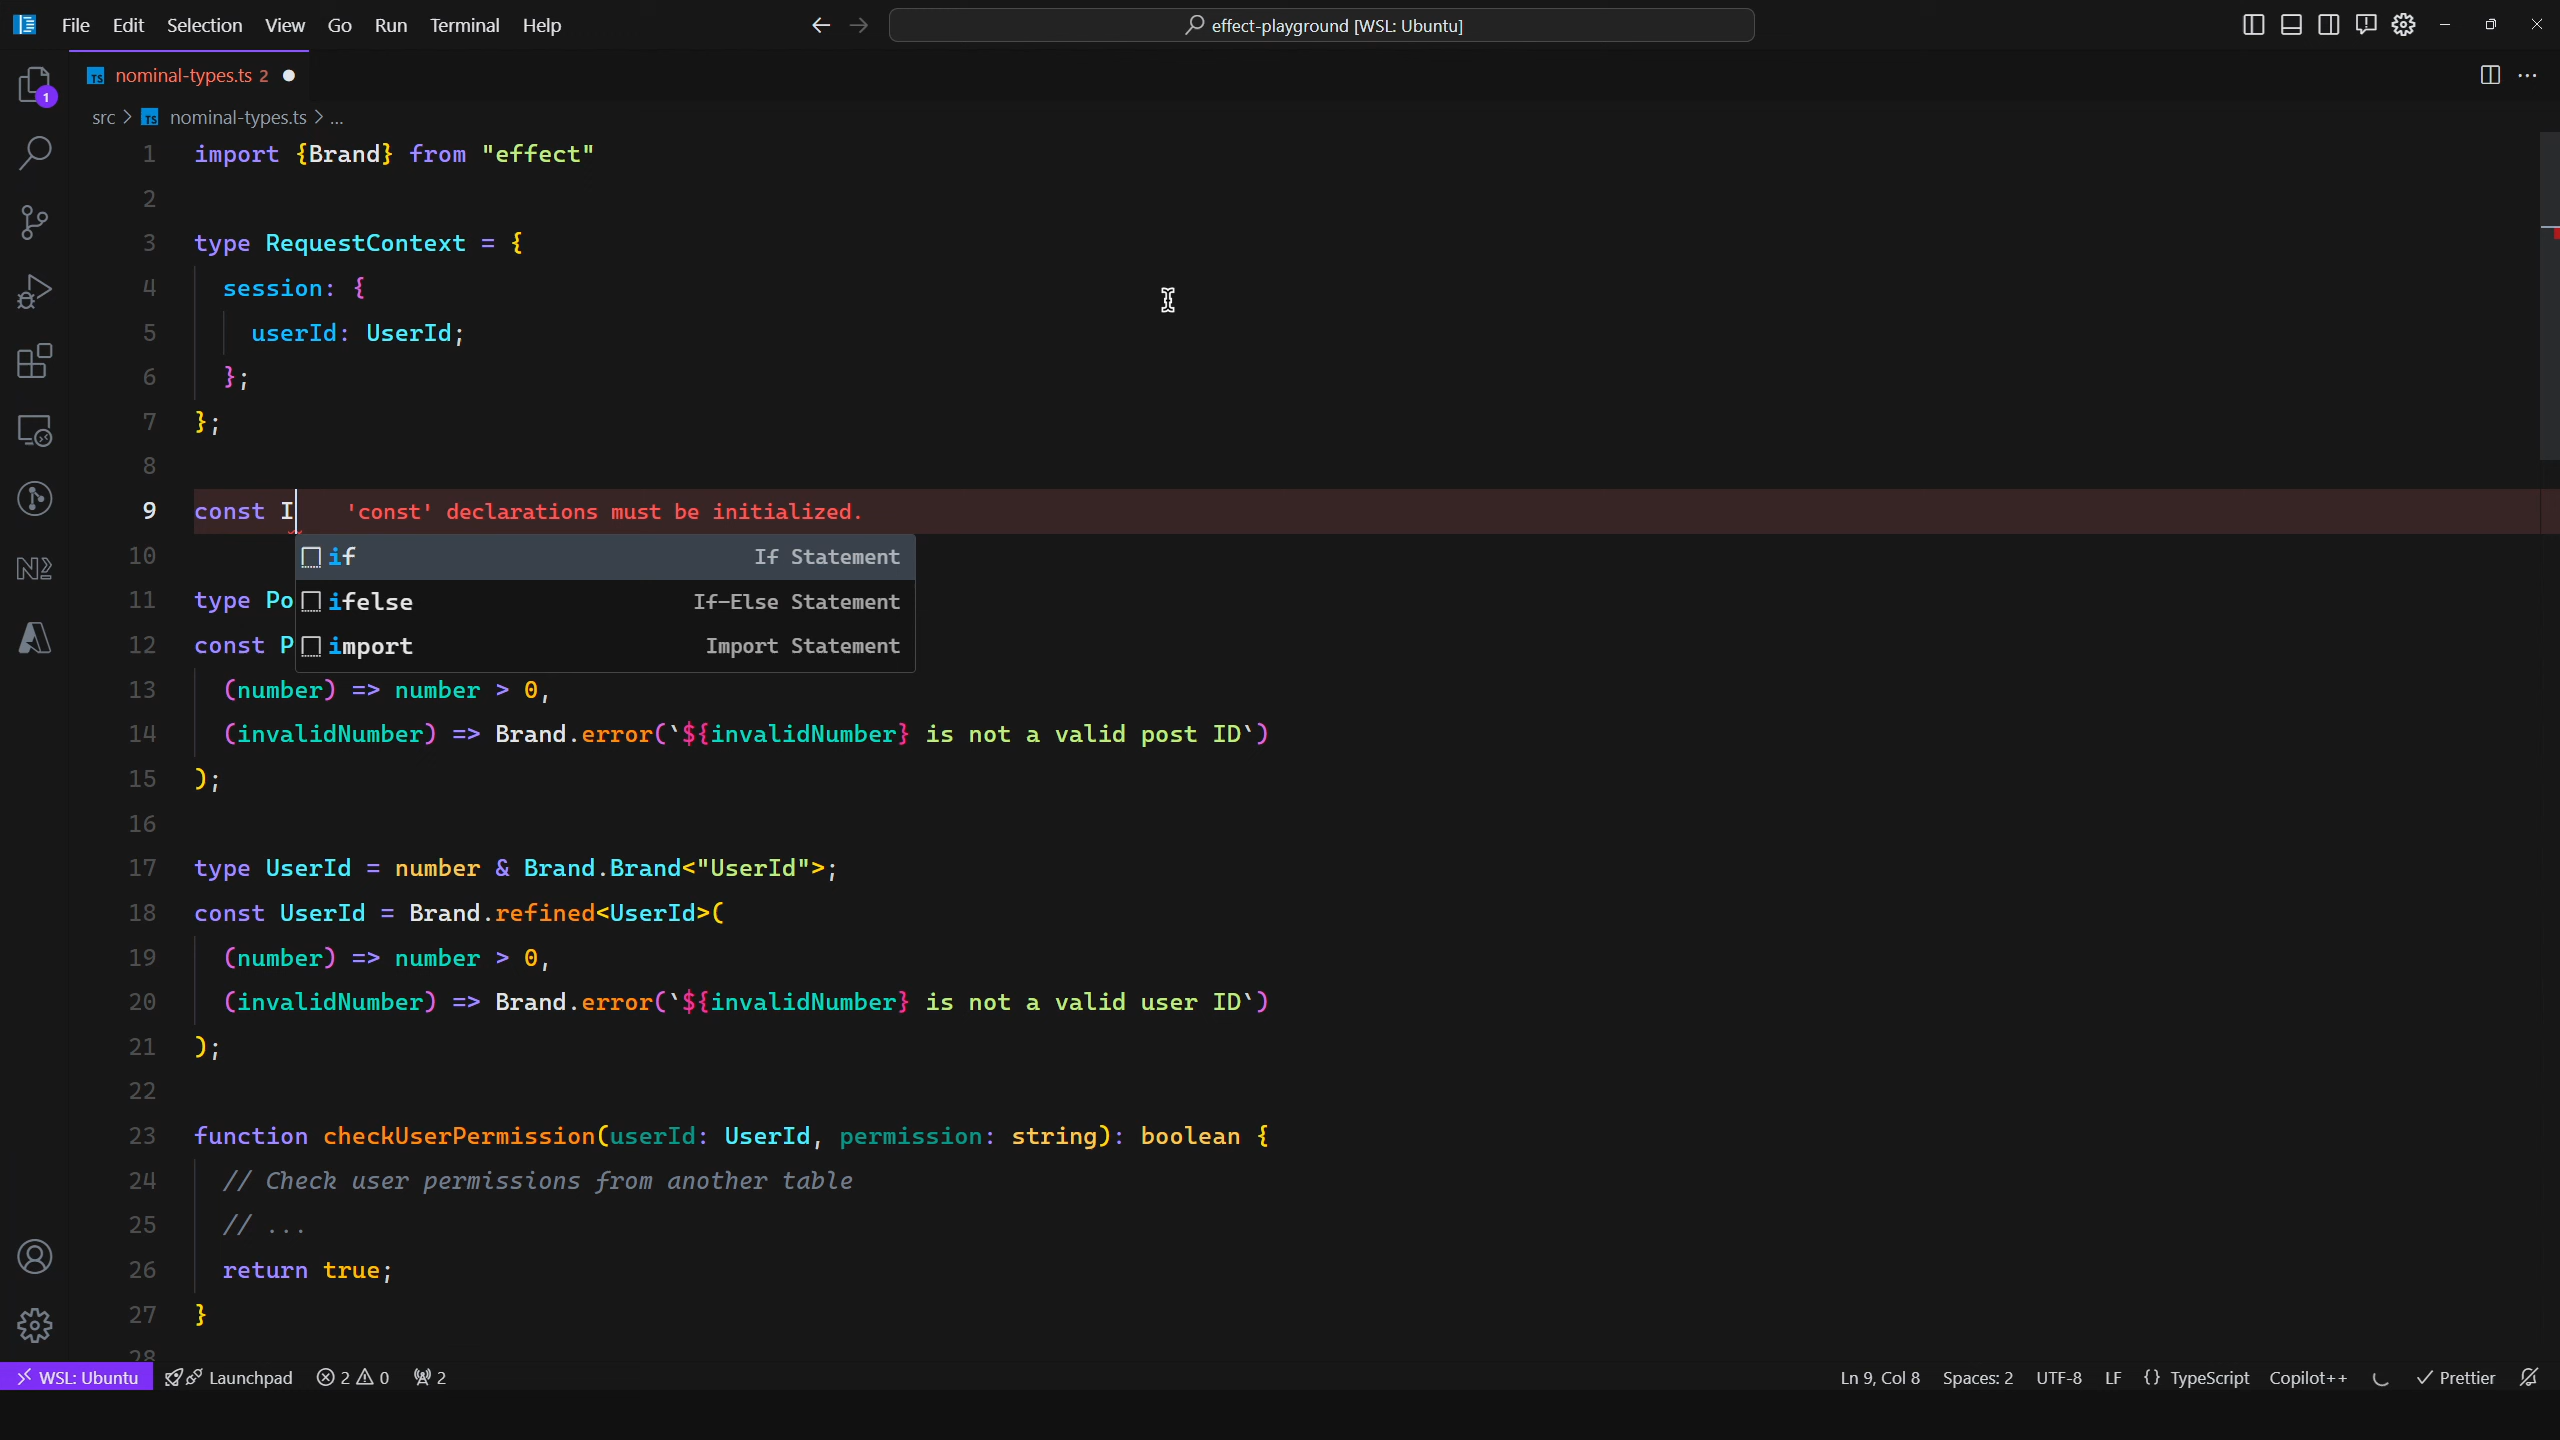 File Edit Selection View Go Run Terminal Help
effect-playground [WSL: Ubuntu]
nominal-types.ts 2
1
src > nominal-types.ts > ...
1 import {Brand} from "effect"
2
3 type RequestContext = {
4 session: {
5 userId: UserId;
6 };
7 };
8
9 const I 'const' declarations must be initialized.
10 if If Statement
11 type Po ifelse If-Else Statement
12 const P import Import Statement
13 (number) => number > 0,
14 (invalidNumber) => Brand.error(`${invalidNumber} is not a valid post ID`)
15 );
16
17 type UserId = number & Brand.Brand<"UserId">;
18 const UserId = Brand.refined<UserId>(
19 (number) => number > 0,
20 (invalidNumber) => Brand.error(`${invalidNumber} is not a valid user ID`)
21 );
22
23 function checkUserPermission(userId: UserId, permission: string): boolean {
24 // Check user permissions from another table
25 // ...
26 return true;
27 }
28
WSL: Ubuntu Launchpad 2 0 2 Ln 9, Col 8 Spaces: 2 UTF-8 LF {} TypeScript Copilot++ Prettier